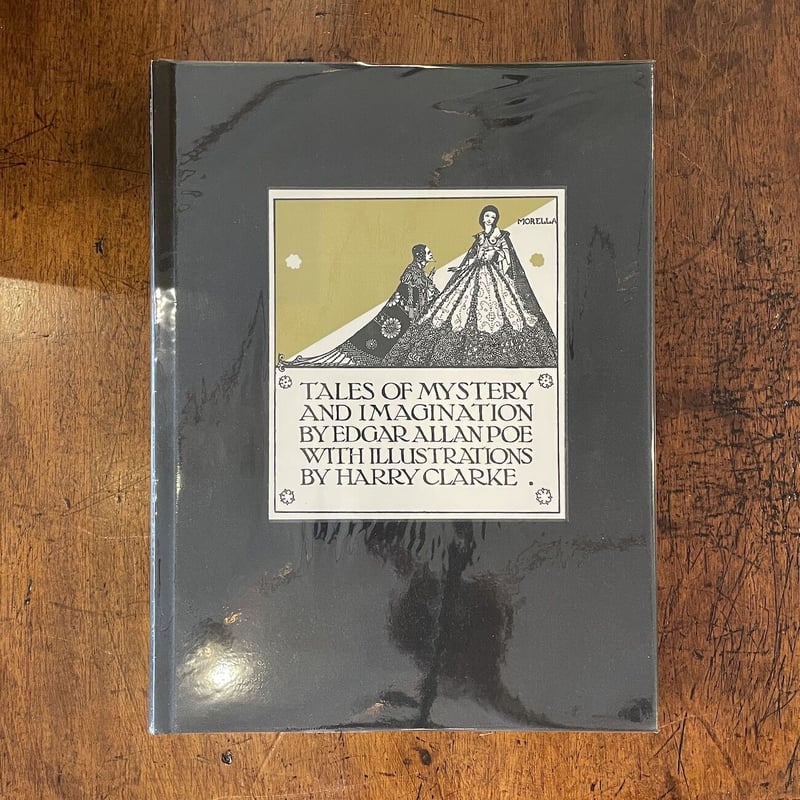 MORELLA
TALES OF MYSTERY
AND IMAGINATION
BY EDGAR ALLAN POE
WITH ILLUSTRATIONS
BY HARRY CLARKE .